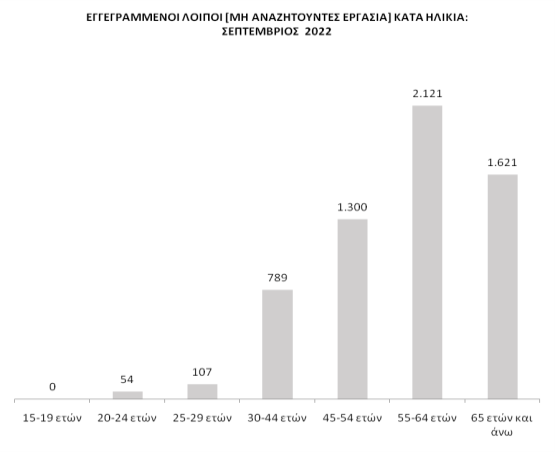 ΕΓΓΕΓΡΑΜΜΕΝΟΙ ΛΟΙΠΟΙ [ΜΗ ΑΝΑΖΗΤΟΥΝΤΕΣ ΕΡΓΑΣΙΑ] ΚΑΤΑ ΗΛΙΚΙΑ:
ΣΕΠΤΕΜΒΡΙΟΣ 2022
2.121
1.621
1.300
789
107
54
0
15-19 ετών 20-24 ετών 25-29 ετών 30-44 ετών 45-54 ετών 55-64 ετών 65 ετών και
άνω